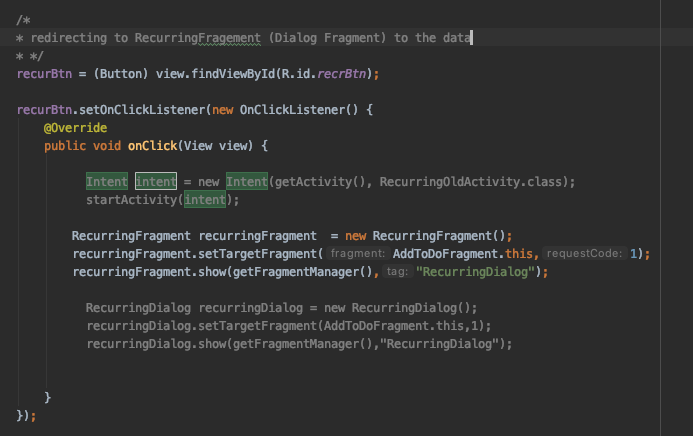 /*
* redirecting to RecurringFragement (Dialog Fragment) to the data
* */
recurBtn = (Button) view.findViewById(R.id.recrBtn);
recurBtn.setOnClickListener(new OnClickListener() {
@Override
public void onClick(View view) {
Intent intent = new Intent(getActivity(), RecurringOldActivity.class);
startActivity(intent);
RecurringFragment recurringFragment = new RecurringFragment();
recurringFragment.setTargetFragment( fragment: AddToDoFragment.this, requestCode: 1);
recurringFragment.show(getFragmentManager(), tag: "RecurringDialog");
RecurringDialog recurringDialog = new RecurringDialog();
recurringDialog.setTargetFragment(AddToDoFragment.this,1);
recurringDialog.show(getFragmentManager(),"RecurringDialog");
}
});